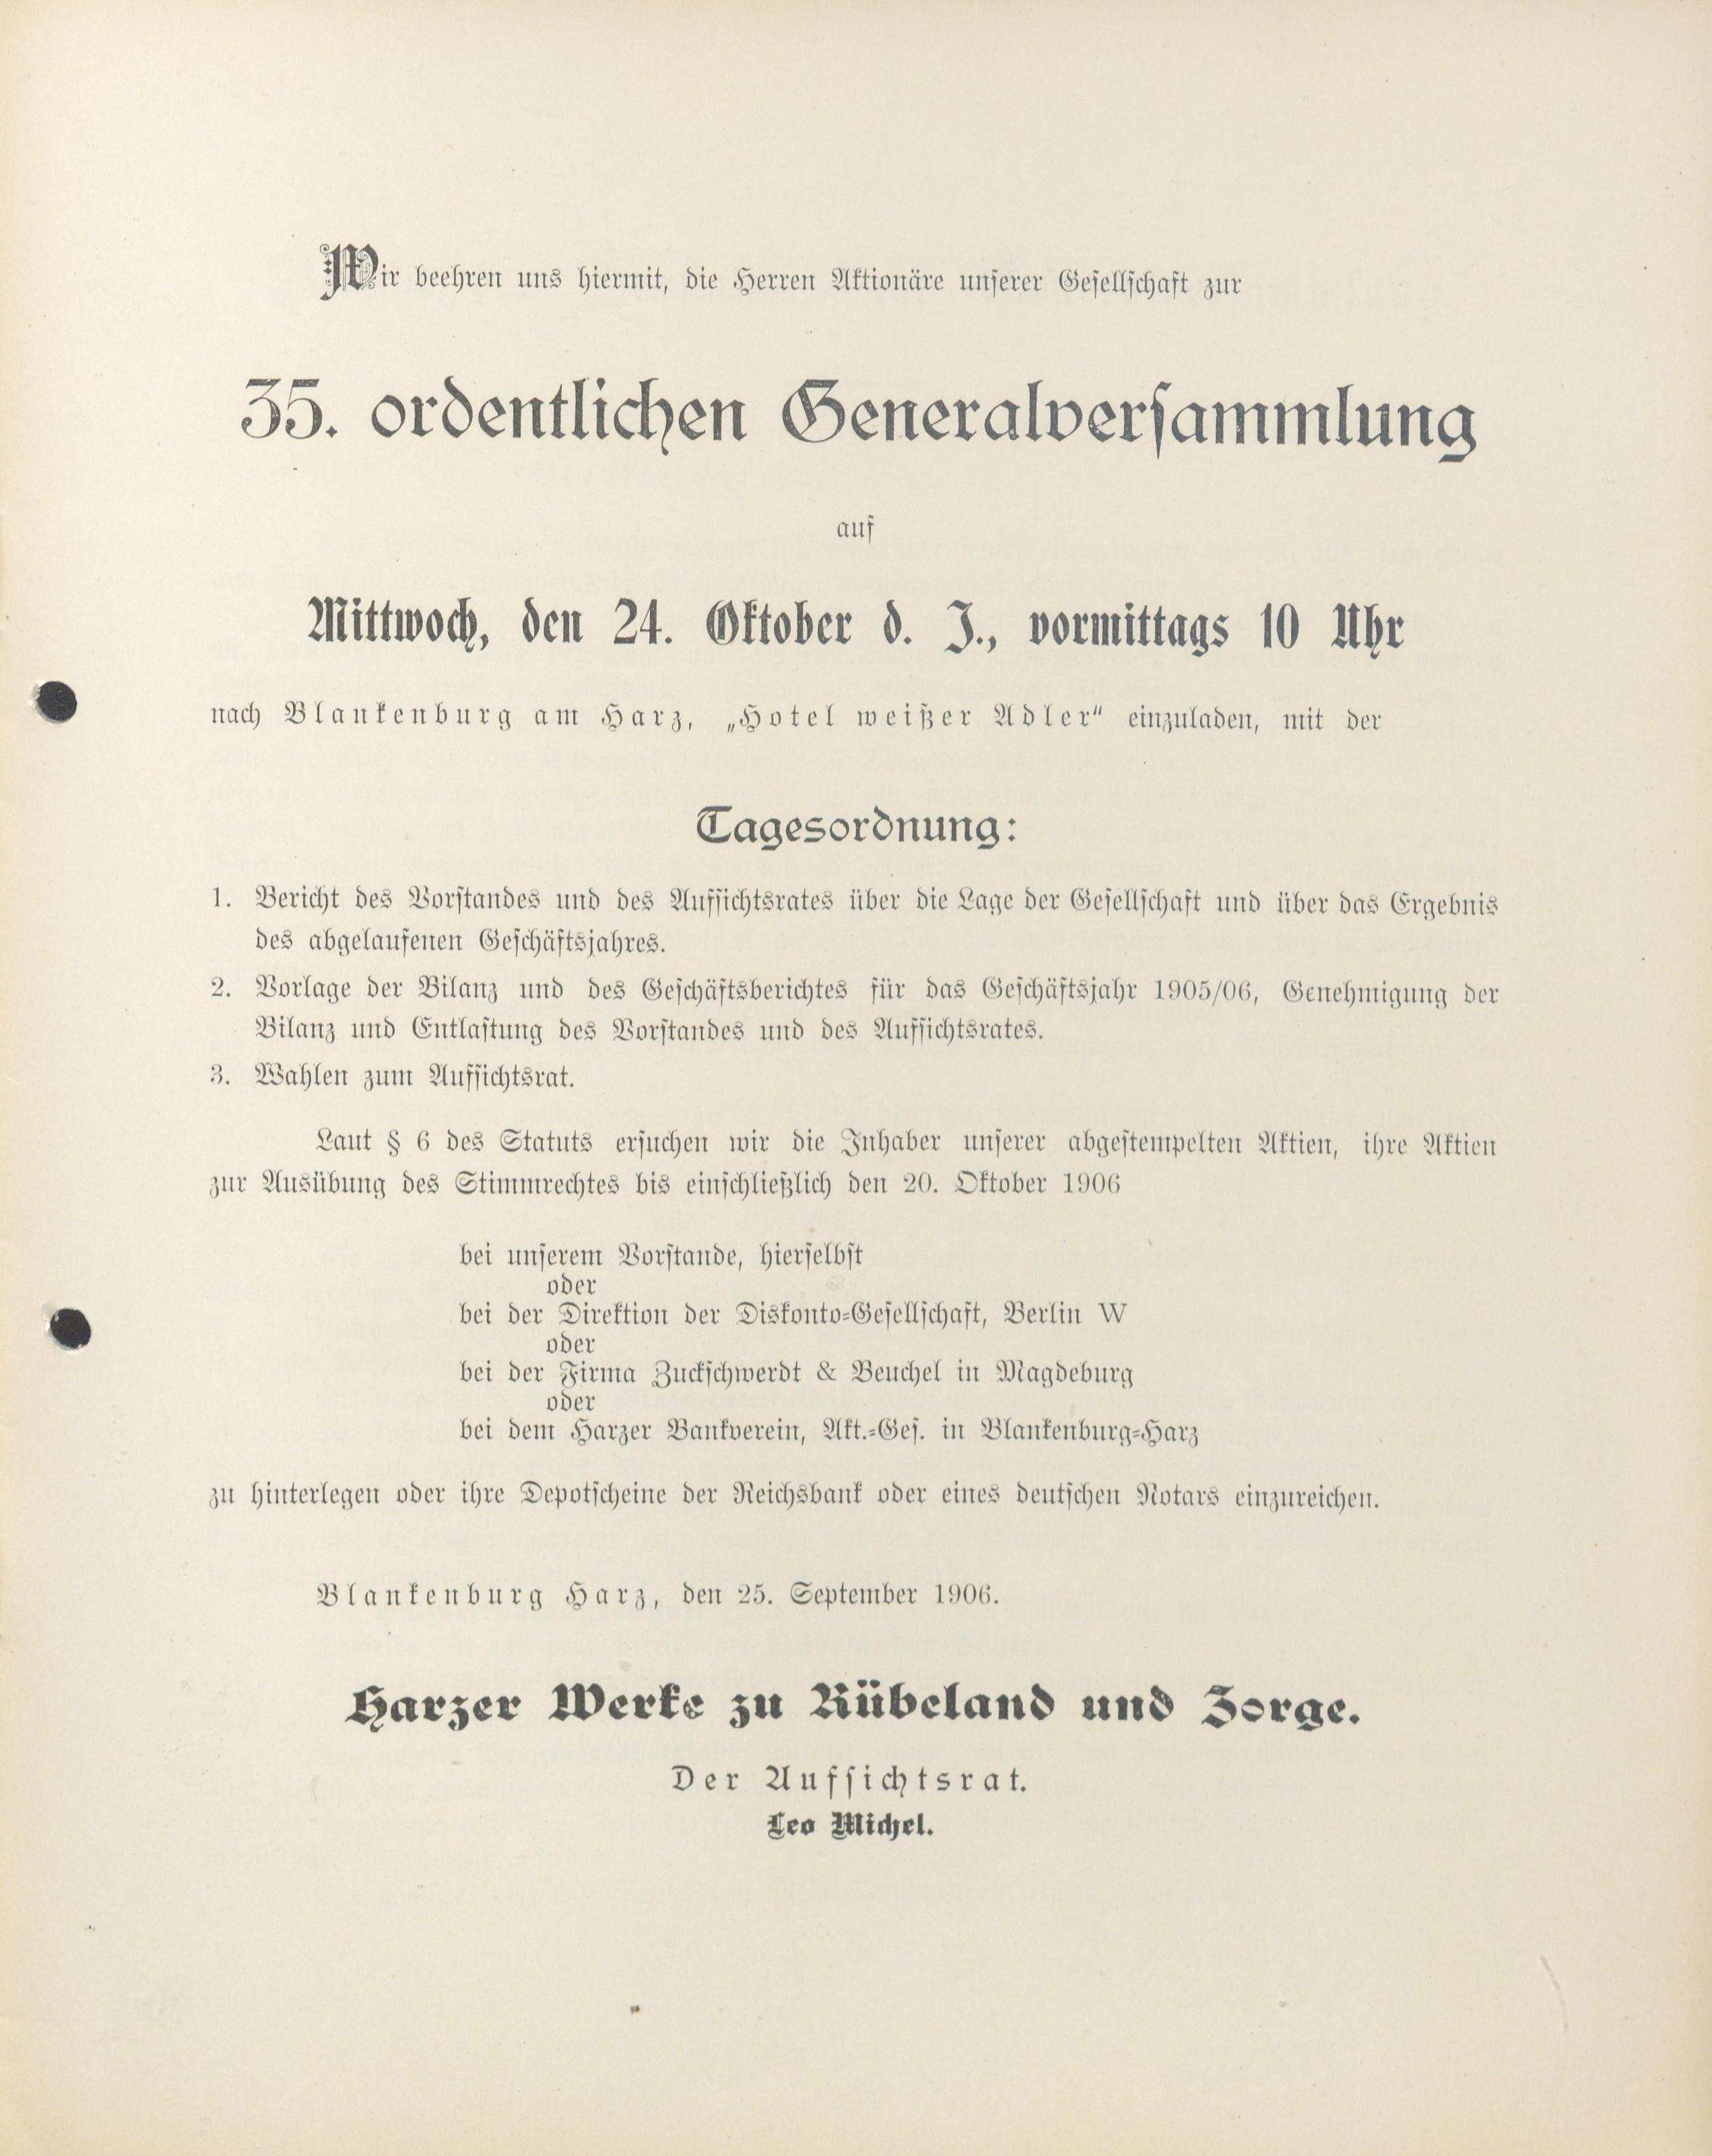 Wir beehren uns hiermit, die Herren Aktionäre unserer Gesellschaft zur
35. ordentlichen Generalversammlung
auf
Mittwoch, den 24. Oktober d. J., vormittags 10 Uhr
nach Blankenburg am Harz, „Hotel weißer Adler“ einzuladen, mit der
Tagesordnung:
1. Bericht des Vorstandes und des Aufsichtsrates über die Lage der Gesellschaft und über das Ergebnis
des abgelaufenen Geschäftsjahres.
2. Vorlage der Bilanz und des Geschäftsberichtes für das Geschäftsjahr 1905/06, Genehmigung der
Bilanz und Entlastung des Vorstandes und des Aufsichtsrates.
3. Wahlen zum Aufsichtsrat.
Laut § 6 des Statuts ersuchen wir die Inhaber unserer abgestempelten Aktien, ihre Aktien
zur Ausübung des Stimmrechtes bis einschließlich den 20. Oktober 1906
bei unserem Vorstande, hierselbst
oder
bei der Direktion der Diskonto-Gesellschaft, Berlin W
oder
bei der Firma Zuckschwerdt & Beuchel in Magdeburg
oder
bei dem Harzer Bankverein, Akt.-Ges. in Blankenburg-Harz
zu hinterlegen oder ihre Depotscheine der Reichsbank oder eines deutschen Notars einzureichen.
Blankenburg Harz, den 25. September 1906.
Harzer Werke zu Rübeland und Zorge.
Der Aufsichtsrat.
Leo Michel.